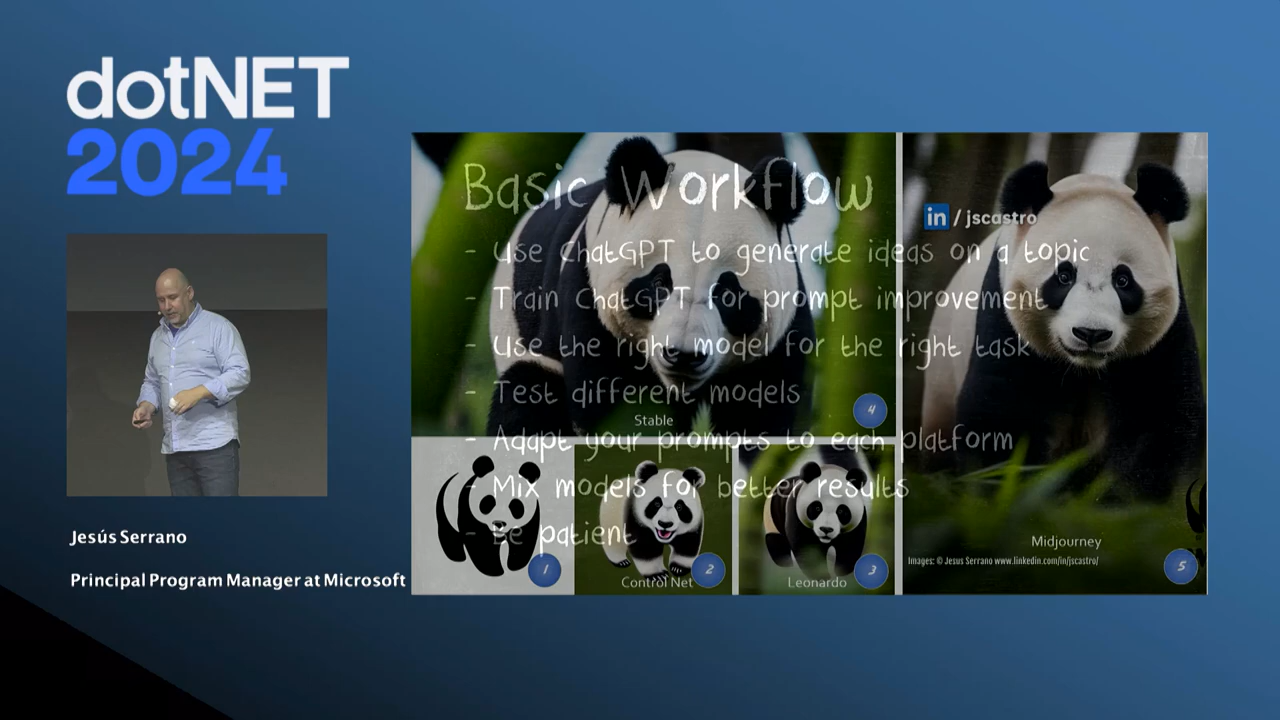 dotNET
2024
Basic Workflow
in / jscastro
- Use ChatGPT to generate ideas on a topic
- Train ChatGPT for prompt improvement
- Use the right model for the right task
- Test different models
4
Stable
- Adapt your prompts to each platform
- Mix models for better results
- Be patient
Jesús Serrano
Principal Program Manager at Microsoft
1
Control Net
2
Leonardo
3
Midjourney
Images: © Jesus Serrano www.linkedin.com/in/jscastro/
5